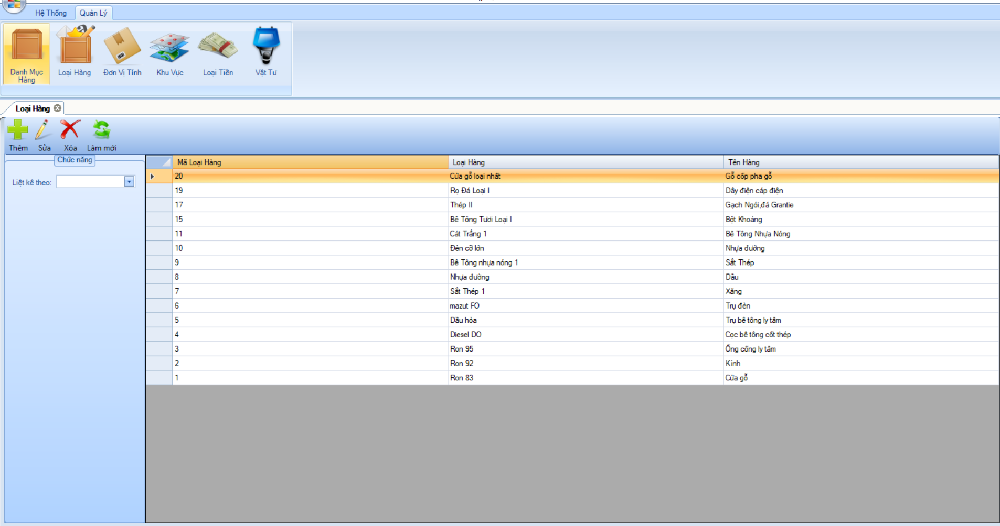 Hệ Thống Quản Lý
Danh Mục Hàng Loại Hàng Đơn Vị Tính Khu Vực Loại Tiền Vật Tư
Loại Hàng
Thêm Sửa Xóa Làm mới
Chức năng
Liệt kê theo:
Mã Loại Hàng Loại Hàng Tên Hàng
20 Cửa gỗ loại nhất Gỗ cốp pha gỗ
19 Rọ Đá Loại I Dây điện cáp điện
17 Thép II Gạch Ngói,đá Grantie
15 Bê Tông Tươi Loại I Bột Khoáng
11 Cát Trắng 1 Bê Tông Nhựa Nóng
10 Đèn cỡ lớn Nhựa đường
9 Bê Tông nhựa nóng 1 Sắt Thép
8 Nhựa đường Dầu
7 Sắt Thép 1 Xăng
6 mazut FO Trụ đèn
5 Dầu hỏa Trụ bê tông ly tâm
4 Diesel DO Cọc bê tông cốt thép
3 Ron 95 Ống cống ly tâm
2 Ron 92 Kính
1 Ron 83 Cửa gỗ